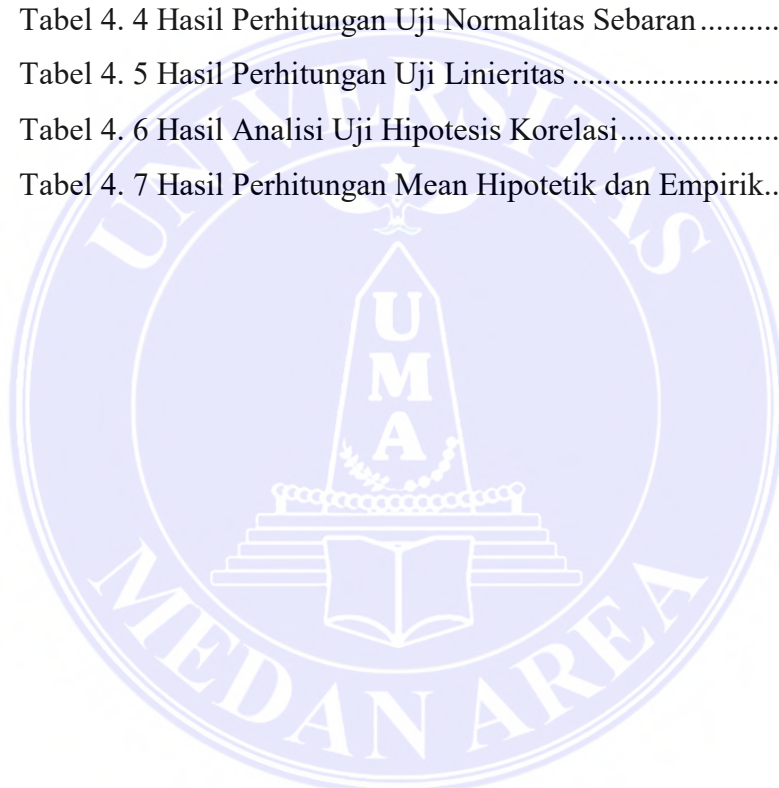 Tabel 4. 4 Hasil Perhitungan Uji Normalitas Sebaran..........
Tabel 4. 5 Hasil Perhitungan Uji Linieritas ..........................
Tabel 4. 6 Hasil Analisi Uji Hipotesis Korelasi....................
Tabel 4. 7 Hasil Perhitungan Mean Hipotetik dan Empirik..
UNIVERSITAS
U
M
A
MEDAN AREA